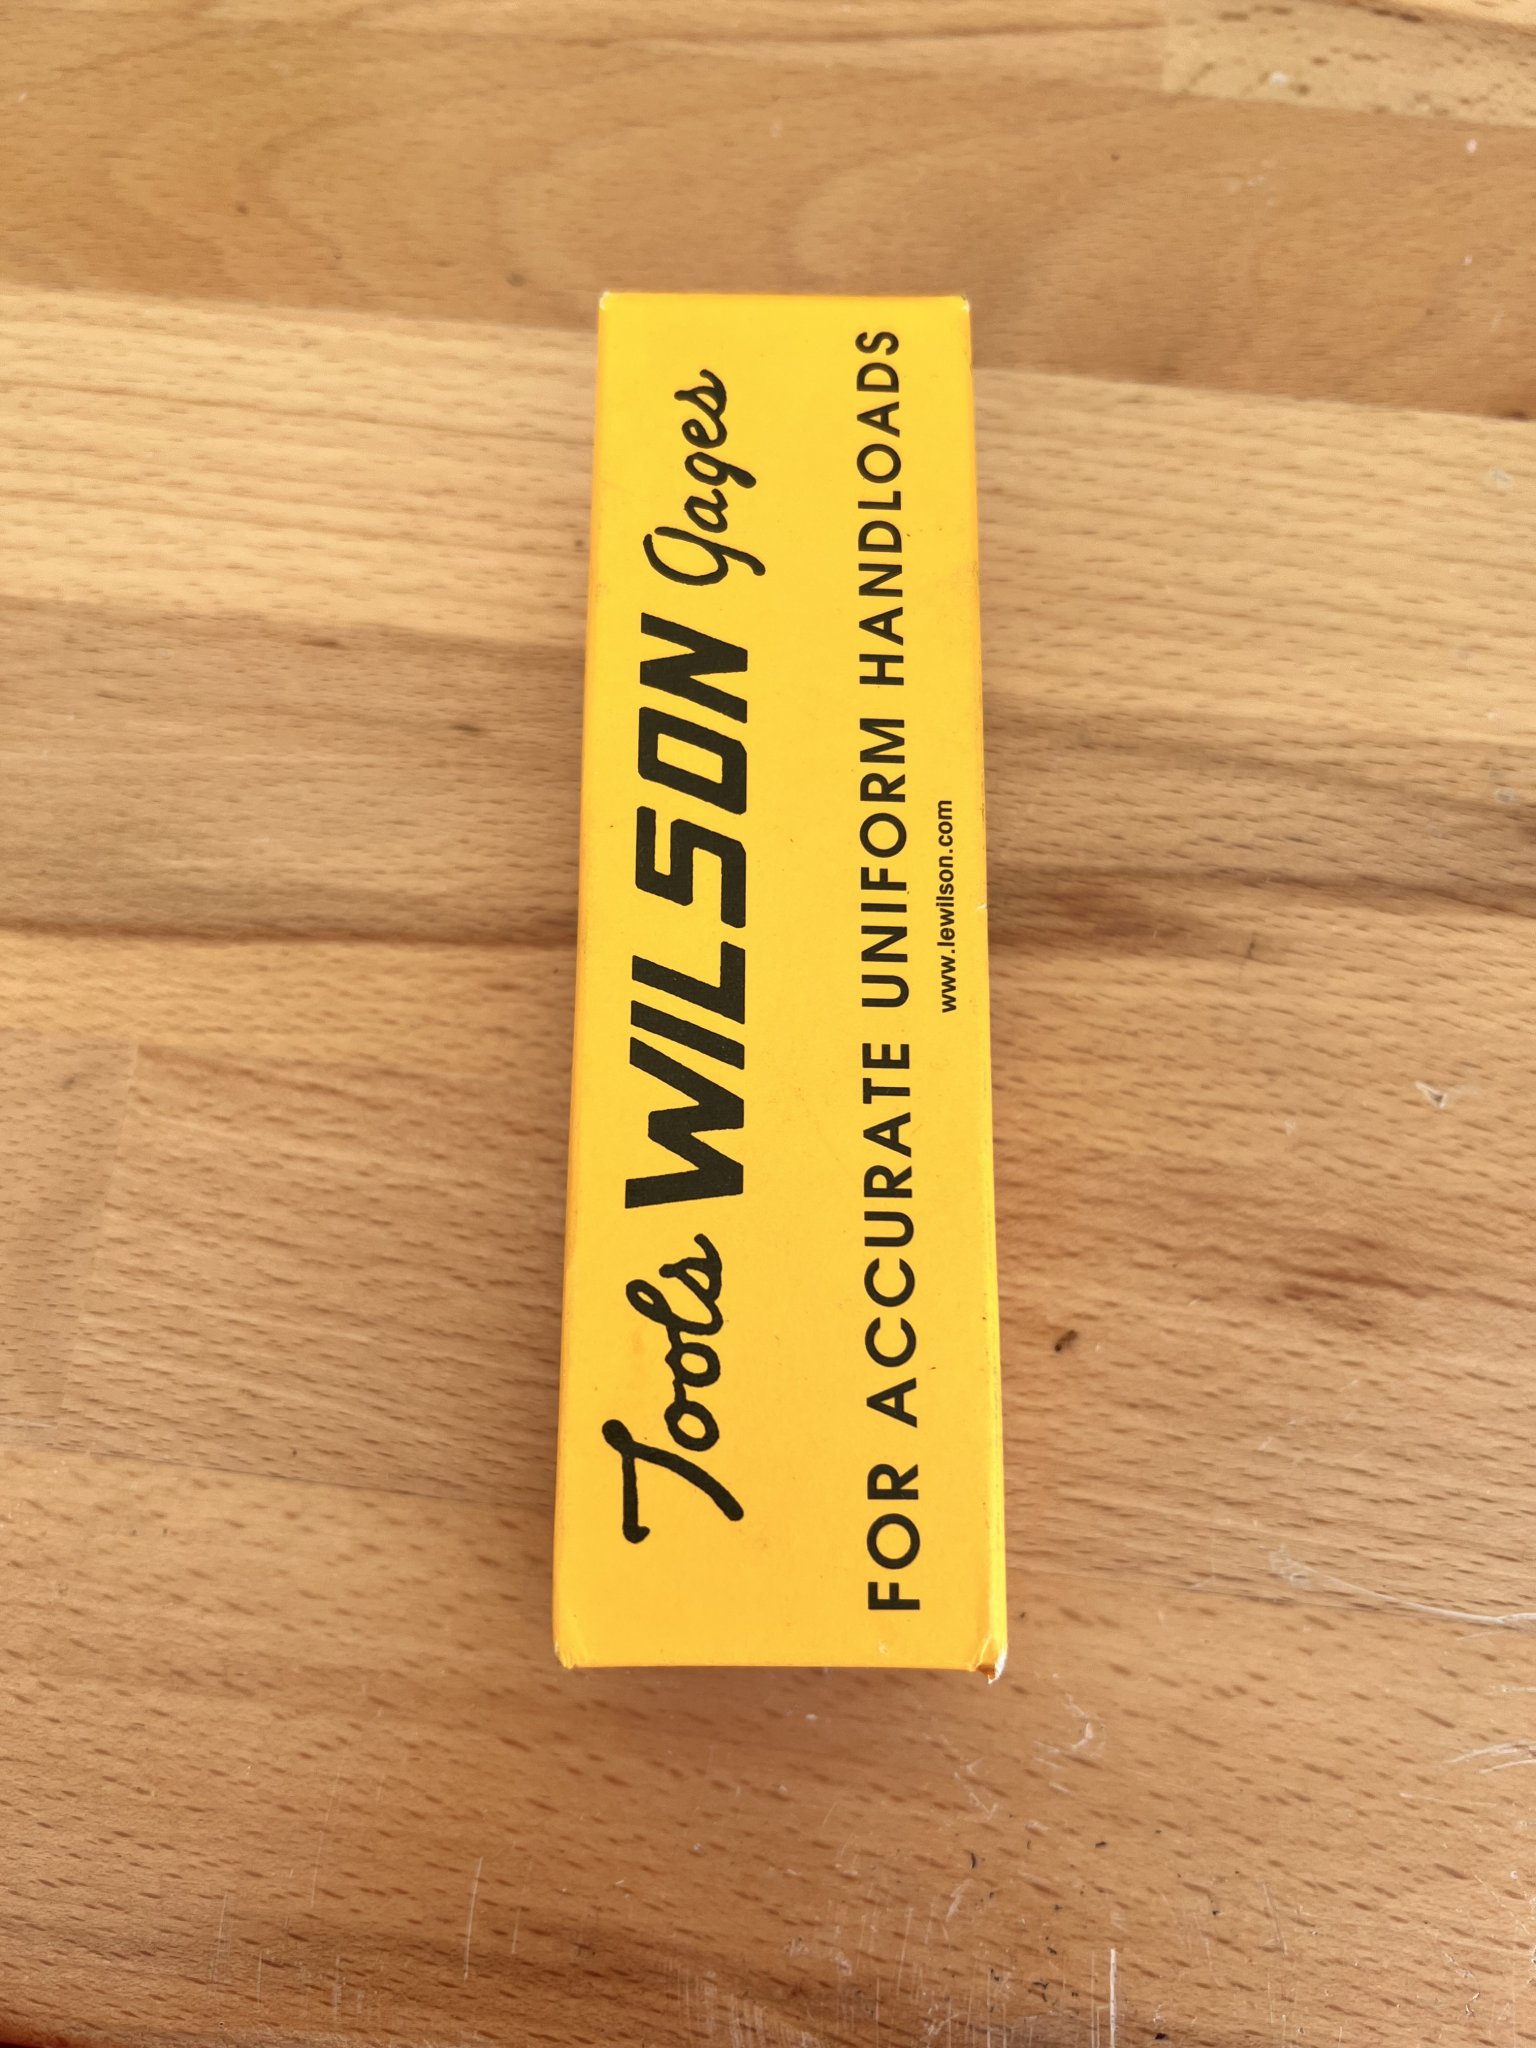 Tools WILSON Gages
FOR ACCURATE UNIFORM HANDLOADS
www.lewilson.com